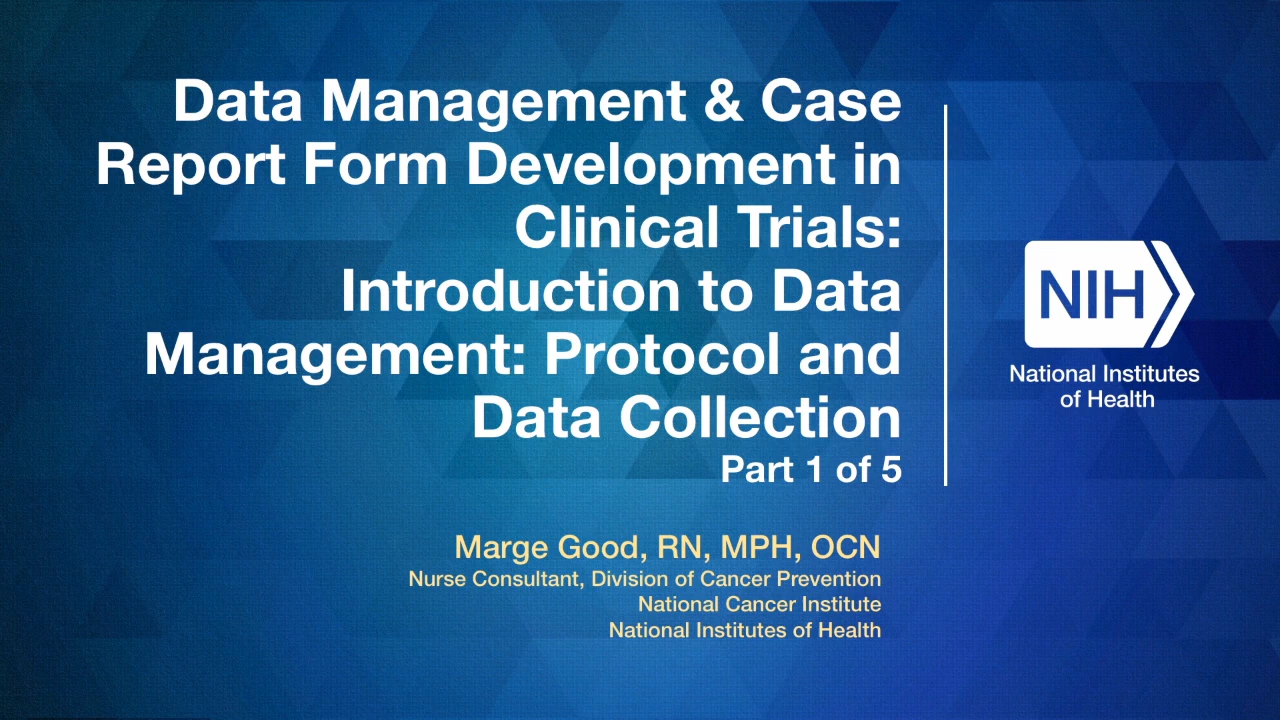 Data Management & Case
Report Form Development in
Clinical Trials:
Introduction to Data
Management: Protocol and
Data Collection
Part 1 of 5
Marge Good, RN, MPH, OCN
Nurse Consultant, Division of Cancer Prevention
National Cancer Institute
National Institutes of Health
NIH
National Institutes
of Health